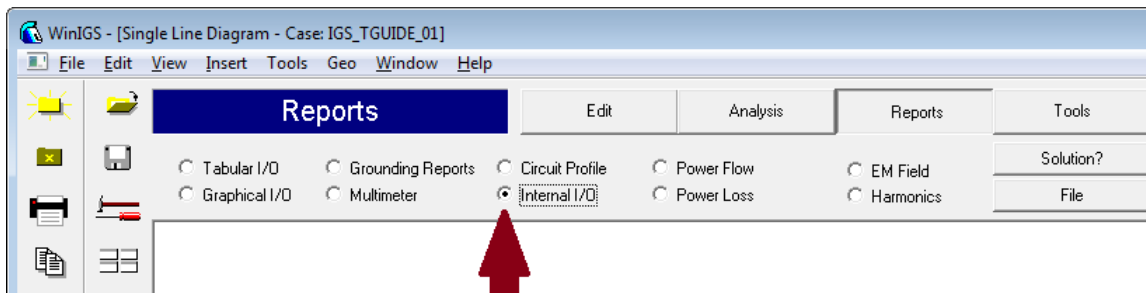 WinIGS - [Single Line Diagram - Case: IGS_TGUIDE_01]
File Edit View Insert Tools Geo Window Help
Reports Edit Analysis Reports Tools
Tabular I/O Grounding Reports Circuit Profile Power Flow EM Field Solution?
Graphical I/O Multimeter Internal I/O Power Loss Harmonics File